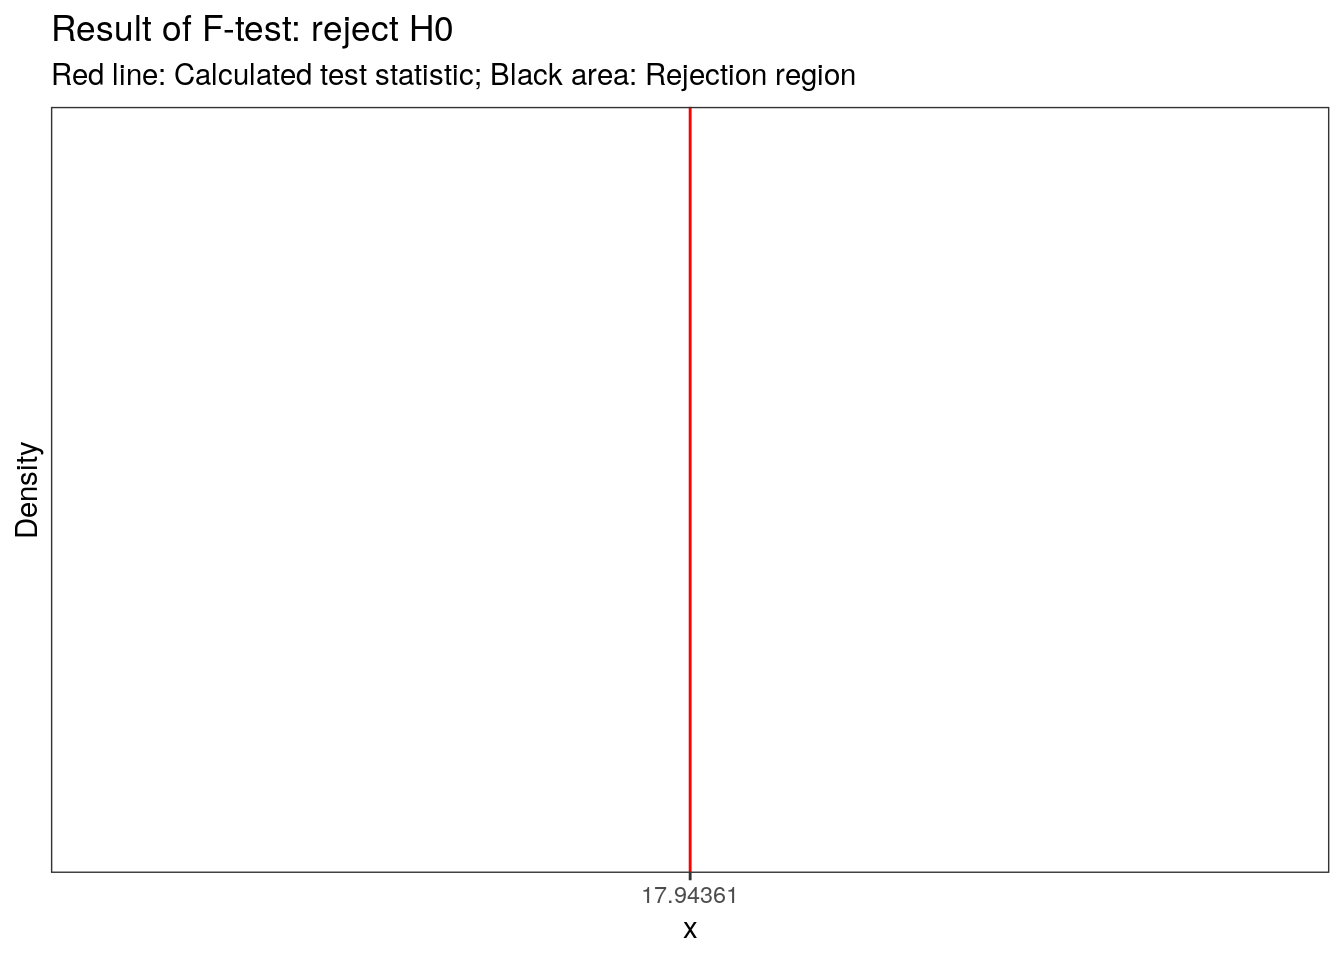 Result of F-test: reject H0
Red line: Calculated test statistic; Black area: Rejection region
Density
17.94361
x